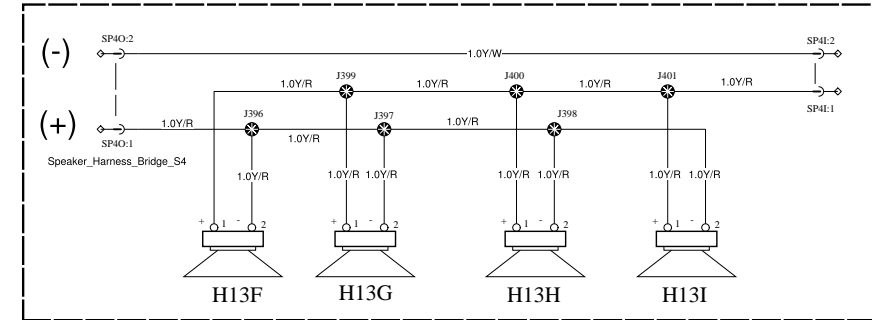 SP4O:2
SP4I:2
(-)
1.0Y/W
J399
J400
J401
1.0Y/R
1.0Y/R
1.0Y/R
1.0Y/R
SP4I:1
(+)
J396
J397
J398
1.0Y/R
1.0Y/R
1.0Y/R
SP4O:1
Speaker_Harness_Bridge_S4
1.0Y/R
1.0Y/R
1.0Y/R
1.0Y/R
1.0Y/R
1.0Y/R
1.0Y/R
+ 1 - 2
+ 1 - 2
+ 1 - 2
+ 1 - 2
H13F
H13G
H13H
H13I